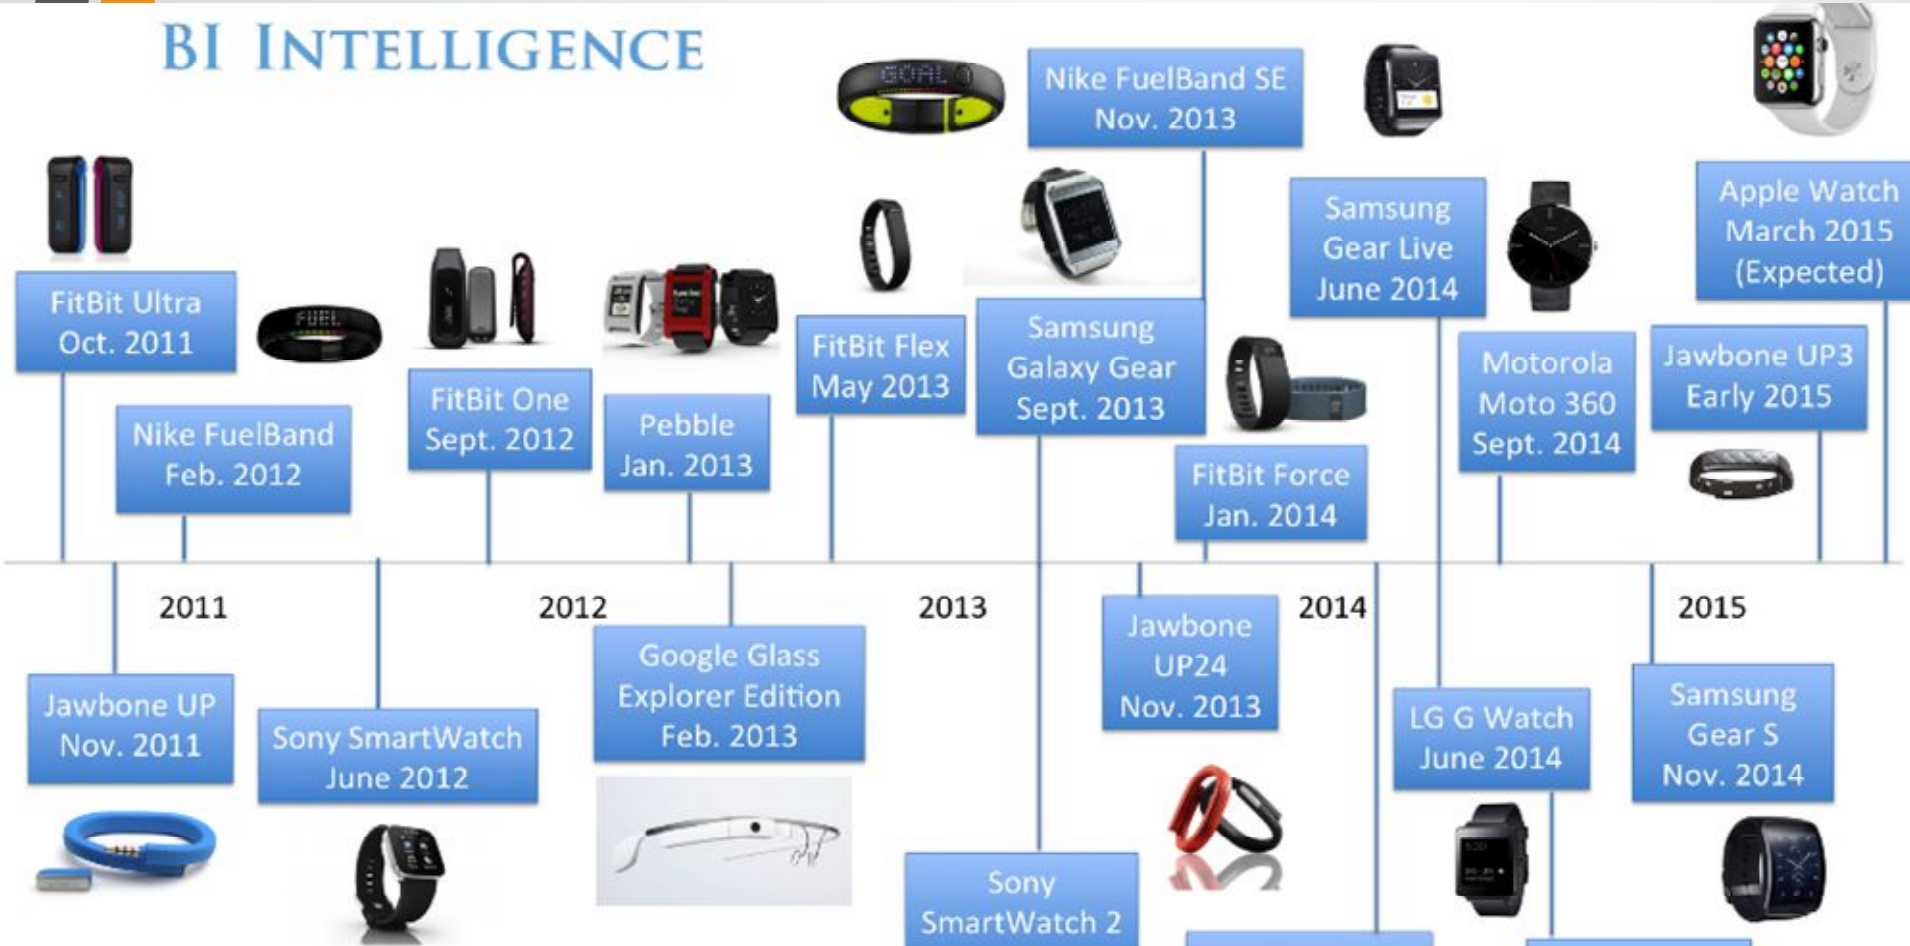 BI INTELLIGENCE
GOAL
Nike FuelBand SE
Nov. 2013
Samsung
Gear Live
June 2014
Apple Watch
March 2015
(Expected)
FitBit Ultra
Oct. 2011
FUEL
Nike FuelBand
Feb. 2012
FitBit One
Sept. 2012
Pebble
Jan. 2013
FitBit Flex
May 2013
Samsung
Galaxy Gear
Sept. 2013
FitBit Force
Jan. 2014
Motorola
Moto 360
Sept. 2014
Jawbone UP3
Early 2015
2011
2012
2013
2014
2015
Jawbone UP
Nov. 2011
Sony SmartWatch
June 2012
Google Glass
Explorer Edition
Feb. 2013
Sony
SmartWatch 2
Jawbone
UP24
Nov. 2013
LG G Watch
June 2014
Samsung
Gear S
Nov. 2014